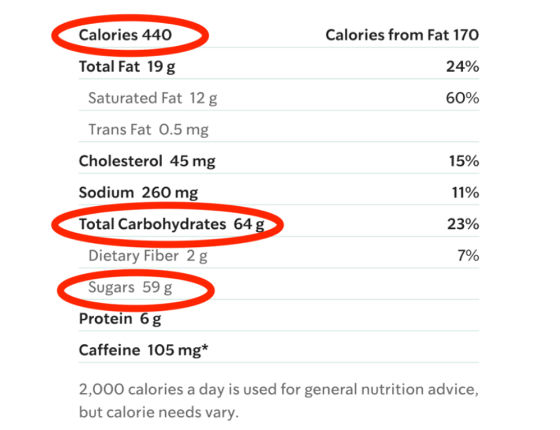 Calories 440 Calories from Fat 170
Total Fat 19 g 24%
Saturated Fat 12 g 60%
Trans Fat 0.5 mg
Cholesterol 45 mg 15%
Sodium 260 mg 11%
Total Carbohydrates 64 g 23%
Dietary Fiber 2 g 7%
Sugars 59 g
Protein 6 g
Caffeine 105 mg*
2,000 calories a day is used for general nutrition advice,
but calorie needs vary.